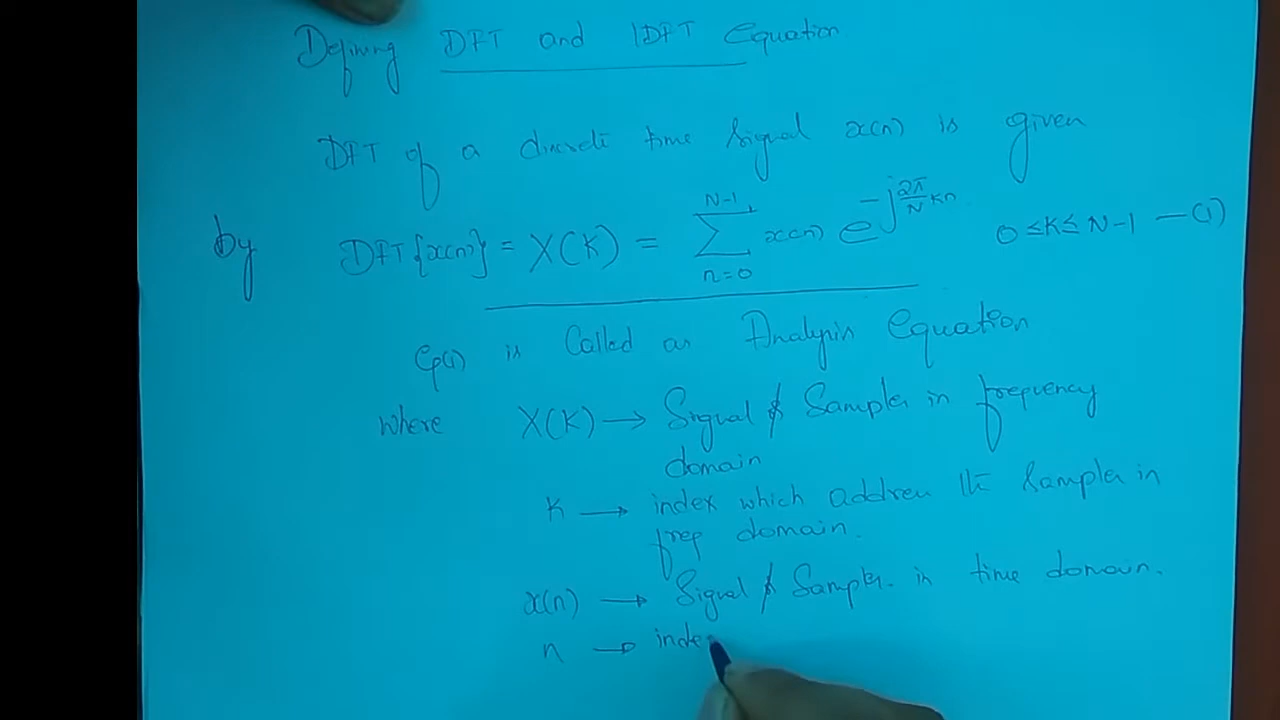 Defining DFT and IDFT Equation
DFT of a discrete time signal x(n) is given
by DFT{x(n)} = X(K) = N-1 ∑ n=0 x(n) e^-j 2π/N Kn 0 ≤ K ≤ N-1 —(1)
Eq(1) is Called as Analysis Equation
where X(K) → Signal & Samples in frequency
domain
K → index which address the Samples in
freq domain.
x(n) → Signal & Samples in time domain.
n → inde